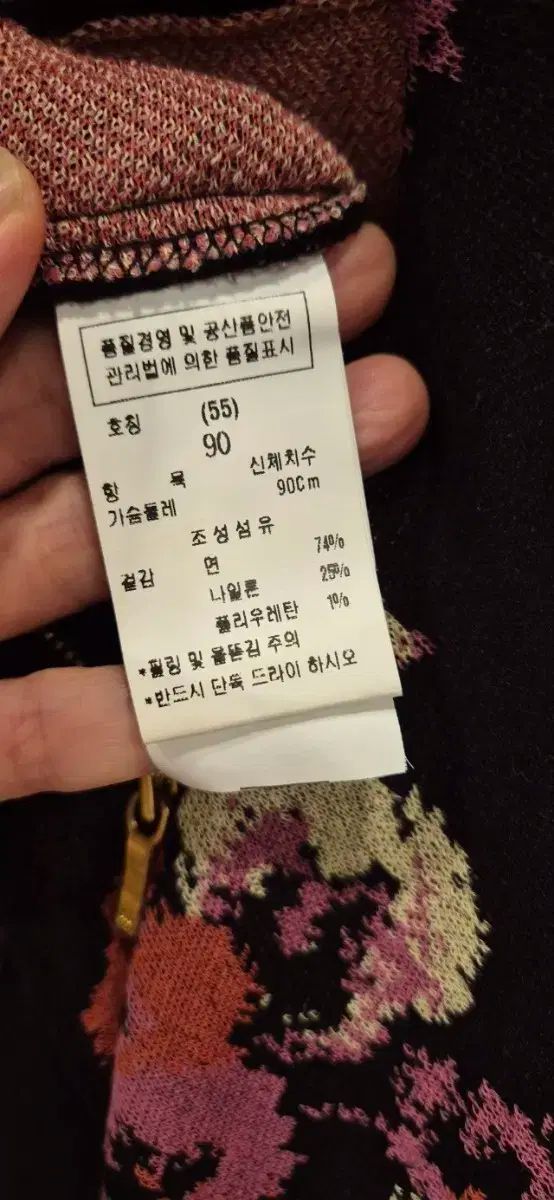 품질경영 및 공산품안전
관리법에 의한 품질표시
호칭 (55)
90
항 목 신체치수
가슴둘레 90Cm
조성섬유
겉감 면 74%
나일론 25%
폴리우레탄 1%
*필링 및 올뜯김 주의
*반드시 단독 드라이 하시오